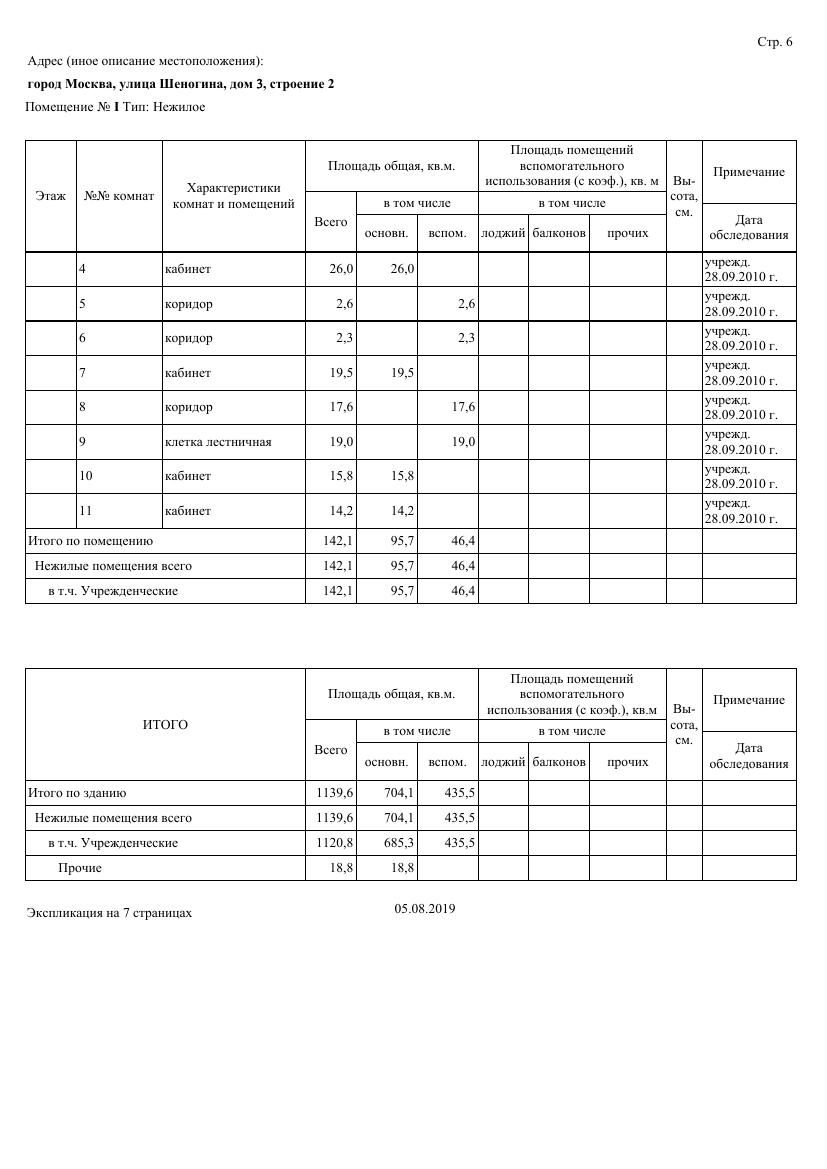 Стр. 6
Адрес (иное описание местоположения):
город Москва, улица Шеногина, дом 3, строение 2
Помещение № I Тип: Нежилое
Этаж
№№ комнат
Характеристики
комнат и помещений
Площадь общая, кв.м.
Всего
в том числе
основн.
вспом.
Площадь помещений
вспомогательного
использования (с коэф.), кв. м
в том числе
лоджий
балконов
прочих
Вы-
сота,
см.
Примечание
Дата
обследования
4 кабинет 26,0 26,0 учрежд.
28.09.2010 г.
5 коридор 2,6 2,6 учрежд.
28.09.2010 г.
6 коридор 2,3 2,3 учрежд.
28.09.2010 г.
7 кабинет 19,5 19,5 учрежд.
28.09.2010 г.
8 коридор 17,6 17,6 учрежд.
28.09.2010 г.
9 клетка лестничная 19,0 19,0 учрежд.
28.09.2010 г.
10 кабинет 15,8 15,8 учрежд.
28.09.2010 г.
11 кабинет 14,2 14,2 учрежд.
28.09.2010 г.
Итого по помещению 142,1 95,7 46,4
Нежилые помещения всего 142,1 95,7 46,4
в т.ч. Учрежденческие 142,1 95,7 46,4
ИТОГО
Площадь общая, кв.м.
Всего
в том числе
основн.
вспом.
Площадь помещений
вспомогательного
использования (с коэф.), кв.м
в том числе
лоджий
балконов
прочих
Вы-
сота,
см.
Примечание
Дата
обследования
Итого по зданию 1139,6 704,1 435,5
Нежилые помещения всего 1139,6 704,1 435,5
в т.ч. Учрежденческие 1120,8 685,3 435,5
Прочие 18,8 18,8
Экспликация на 7 страницах 05.08.2019